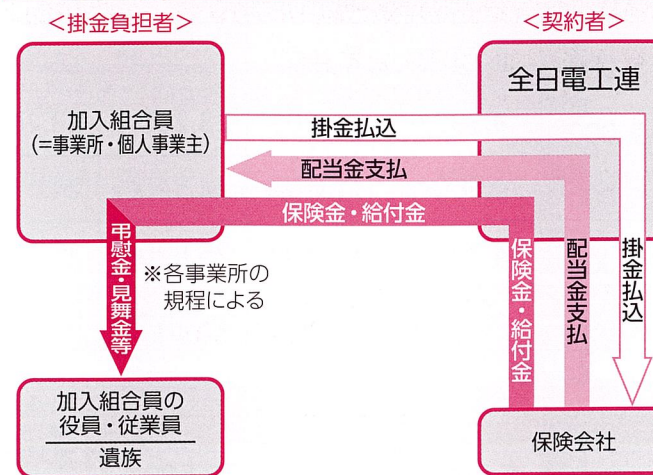 <掛金負担者>
<契約者>
加入組合員
(=事業所・個人事業主)
全日電工連
掛金払込
配当金支払
保険金・給付金
弔慰金・見舞金等
※各事業所の
規程による
保険金・給付金
配当金支払
掛金払込
加入組合員の
役員・従業員
遺族
保険会社